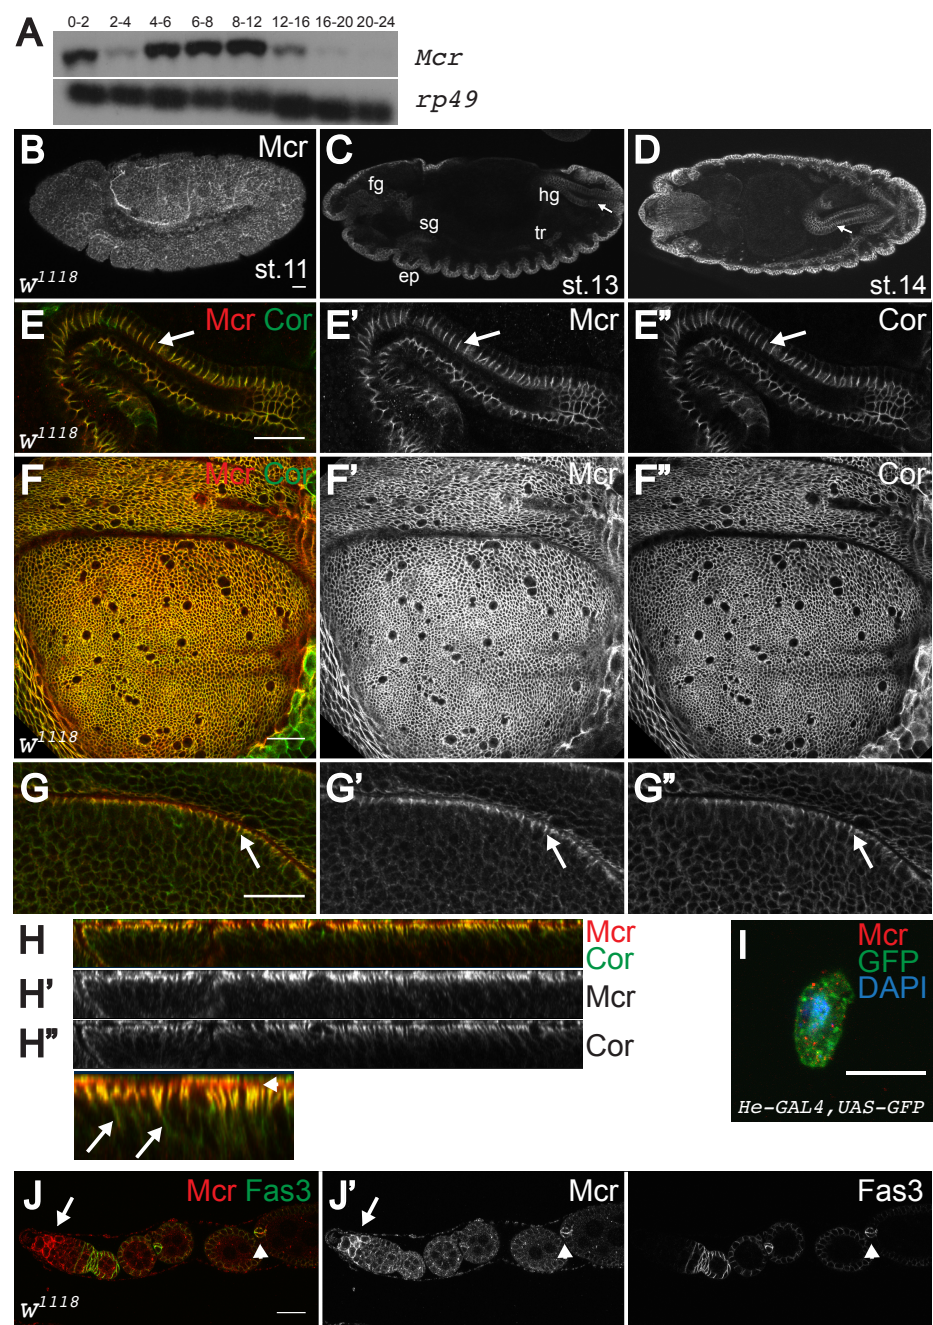 0-2 2-4 4-6 6-8 8-12 12-16 16-20 20-24
A
Mcr
rp49
B Mcr
w1118 st.11
C
fg hg
sg tr
ep st.13
D
st.14
E Mcr Cor
w1118
E' Mcr
E" Cor
F Mcr Cor
w1118
F' Mcr
F" Cor
G
G'
G"
H Mcr
Cor
H' Mcr
H" Cor
I Mcr
GFP
DAPI
He-GAL4,UAS-GFP
J Mcr Fas3
w1118
J' Mcr
Fas3